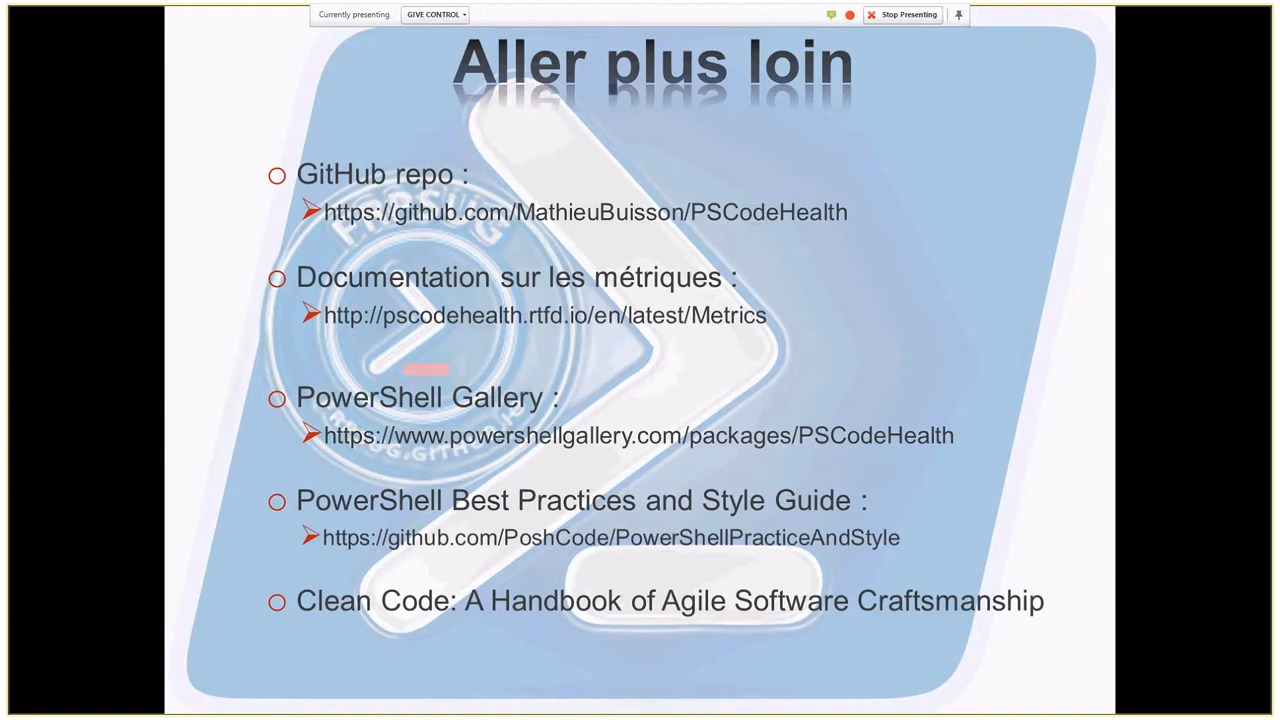 Currently presenting GIVE CONTROL Stop Presenting
Aller plus loin
GitHub repo :
https://github.com/MathieuBuisson/PSCodeHealth
Documentation sur les métriques :
http://pscodehealth.rtfd.io/en/latest/Metrics
PowerShell Gallery :
https://www.powershellgallery.com/packages/PSCodeHealth
PowerShell Best Practices and Style Guide :
https://github.com/PoshCode/PowerShellPracticeAndStyle
Clean Code: A Handbook of Agile Software Craftsmanship